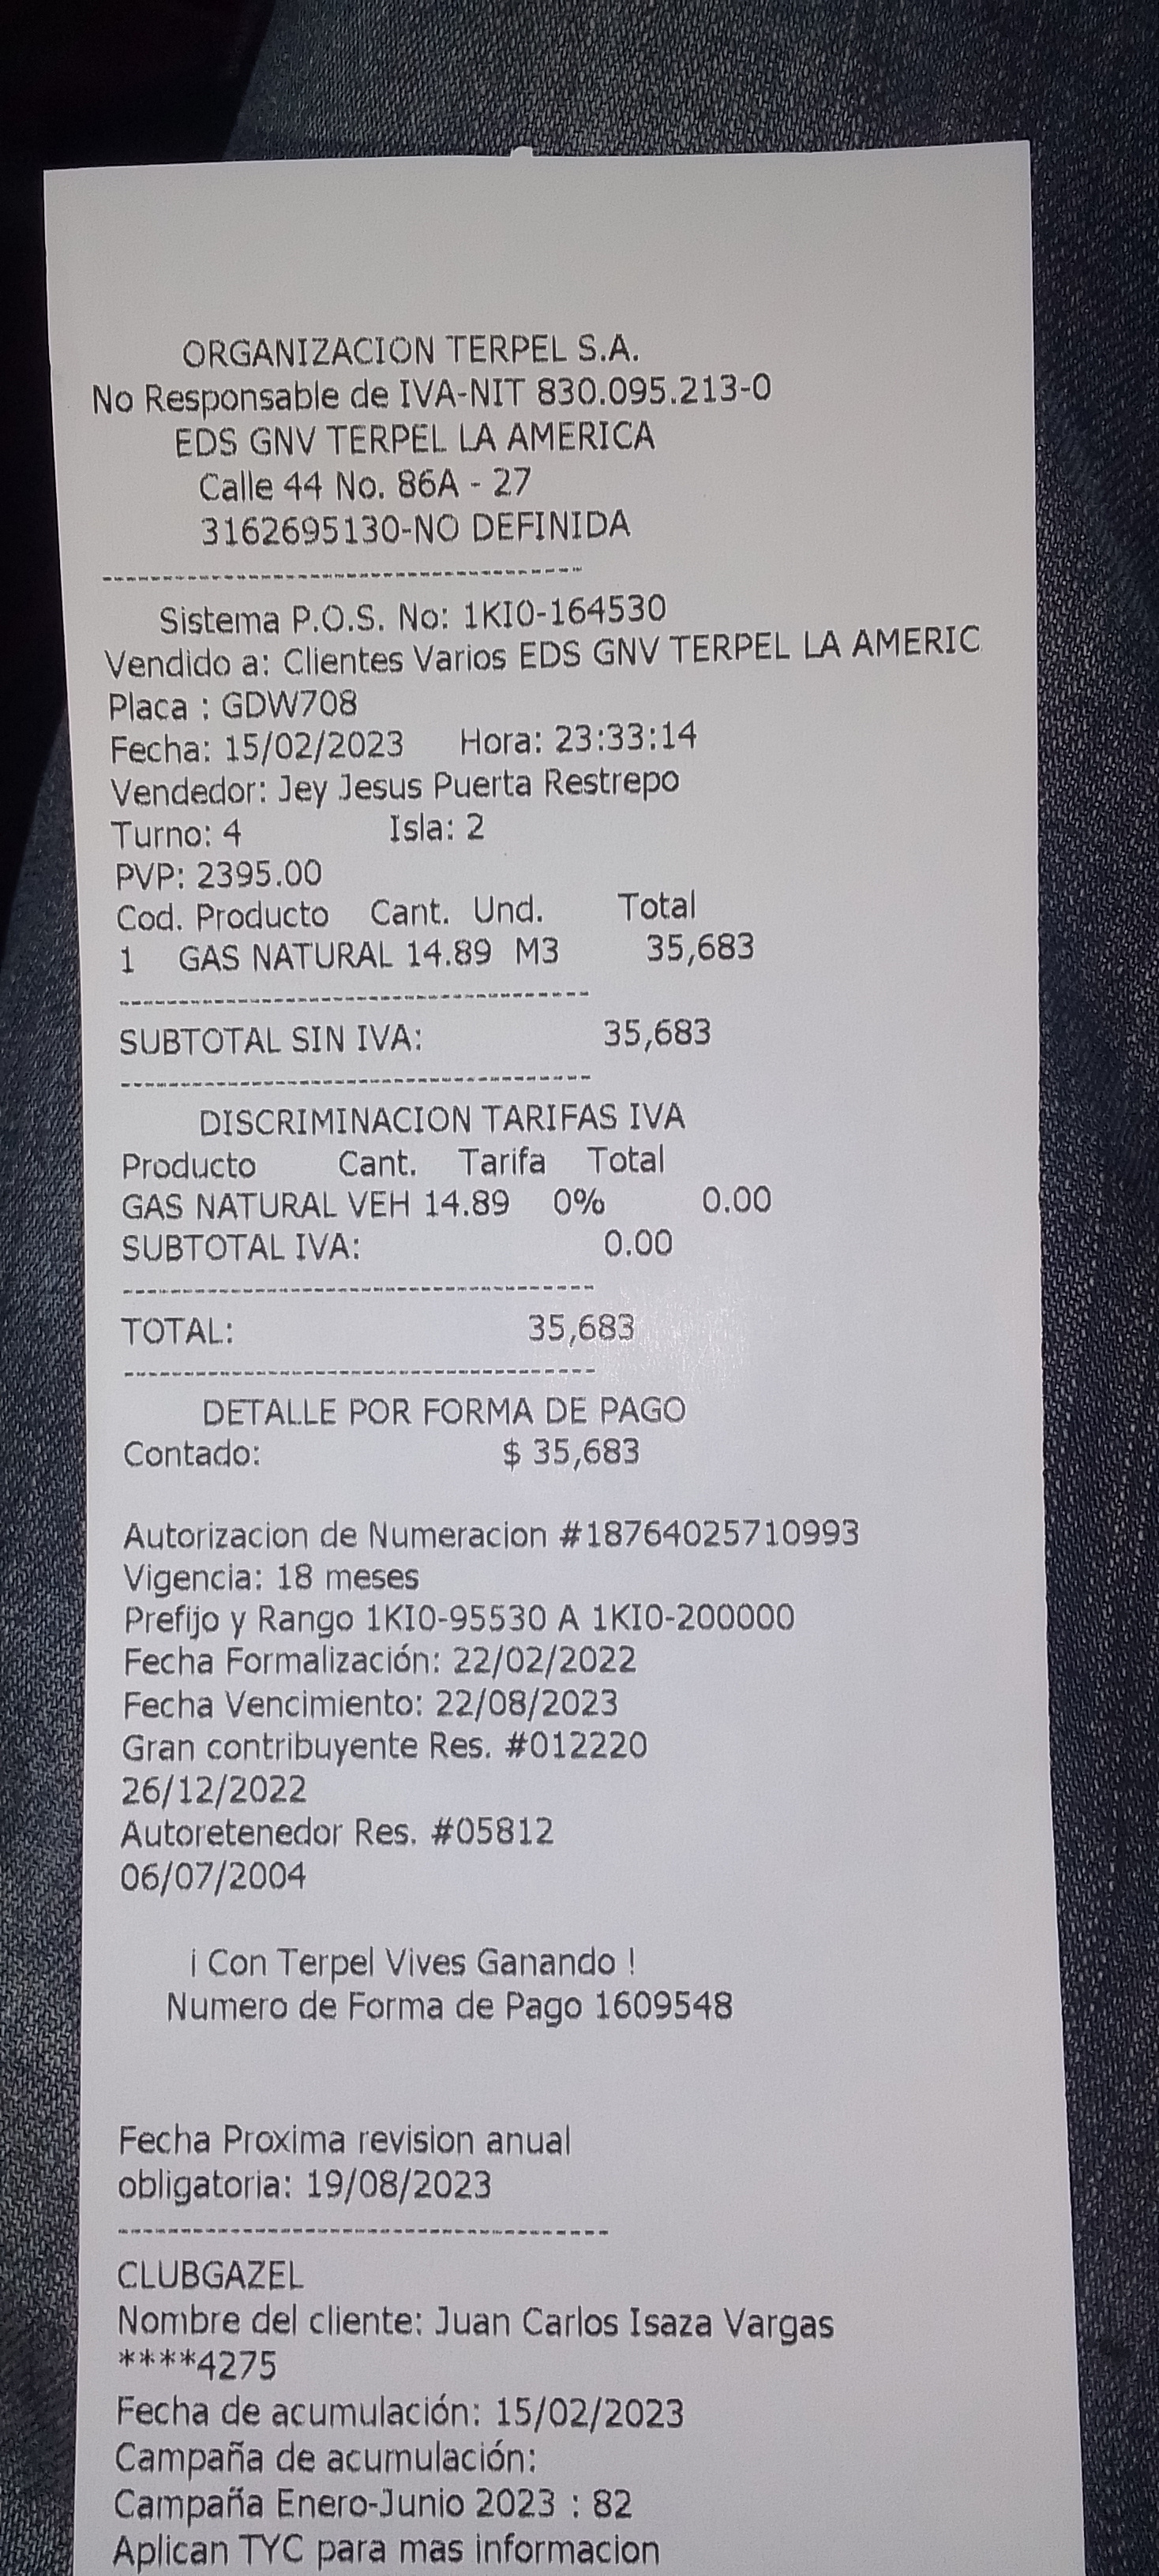 ORGANIZACION TERPEL S.A.
No Responsable de IVA-NIT 830.095.213-0
EDS GNV TERPEL LA AMERICA
Calle 44 No. 86A - 27
3162695130-NO DEFINIDA
----------------------------------------
Sistema P.O.S. No: 1KI0-164530
Vendido a: Clientes Varios EDS GNV TERPEL LA AMERIC
Placa : GDW708
Fecha: 15/02/2023 Hora: 23:33:14
Vendedor: Jey Jesus Puerta Restrepo
Turno: 4 Isla: 2
PVP: 2395.00
Cod. Producto Cant. Und. Total
1 GAS NATURAL 14.89 M3 35,683
----------------------------------------
SUBTOTAL SIN IVA: 35,683
----------------------------------------
DISCRIMINACION TARIFAS IVA
Producto Cant. Tarifa Total
GAS NATURAL VEH 14.89 0% 0.00
SUBTOTAL IVA: 0.00
----------------------------------------
TOTAL: 35,683
----------------------------------------
DETALLE POR FORMA DE PAGO
Contado: $ 35,683
Autorizacion de Numeracion #18764025710993
Vigencia: 18 meses
Prefijo y Rango 1KI0-95530 A 1KI0-200000
Fecha Formalización: 22/02/2022
Fecha Vencimiento: 22/08/2023
Gran contribuyente Res. #012220
26/12/2022
Autoretenedor Res. #05812
06/07/2004
¡ Con Terpel Vives Ganando !
Numero de Forma de Pago 1609548
Fecha Proxima revision anual
obligatoria: 19/08/2023
----------------------------------------
CLUBGAZEL
Nombre del cliente: Juan Carlos Isaza Vargas
****4275
Fecha de acumulación: 15/02/2023
Campaña de acumulación:
Campaña Enero-Junio 2023 : 82
Aplican TYC para mas informacion